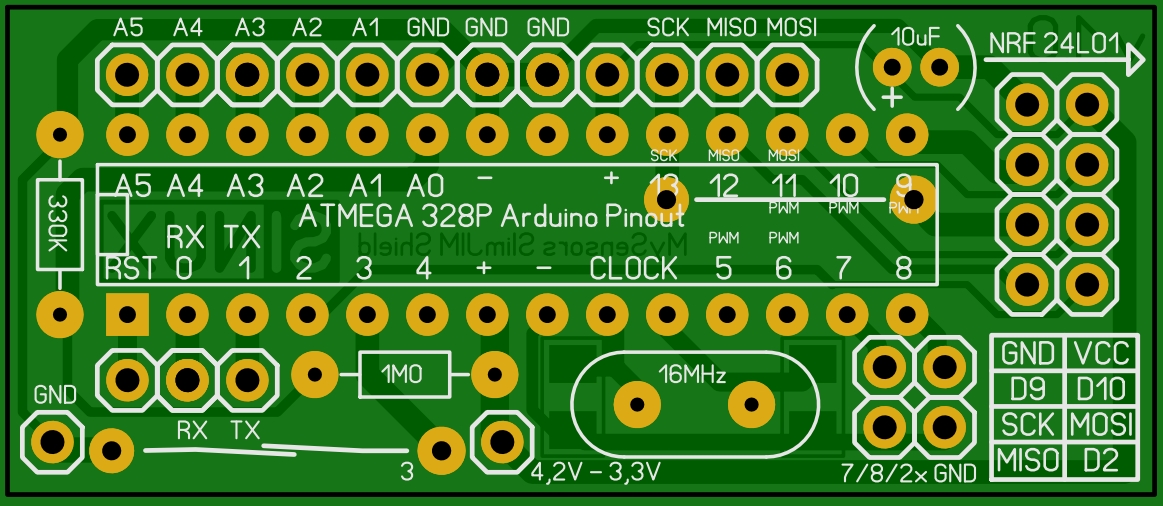 A5 A4 A3 A2 A1 GND GND GND SCK MISO MOSI
10uF
NRF 24L01
+
SCK MISO MOSI
A5 A4 A3 A2 A1 A0 - + 13 12 11 10 9
PWM PWM PWM
ATMEGA 328P Arduino Pinout
330K
RX TX
PWM PWM
MySensors SlimJIM Shield
RST 0 1 2 3 4 + - CLOCK 5 6 7 8
1M0
16MHz
GND VCC
D9 D10
SCK MOSI
MISO D2
GND
RX TX
3
4,2V - 3,3V
7/8/2x GND